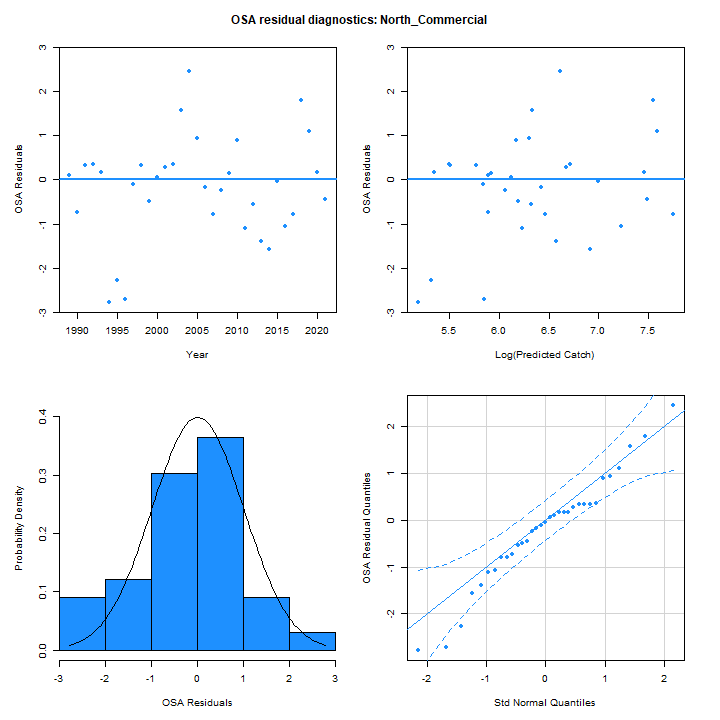 OSA residual diagnostics: North_Commercial
OSA Residuals
3
2
1
0
-1
-2
-3
1990 1995 2000 2005 2010 2015 2020
Year
OSA Residuals
3
2
1
0
-1
-2
-3
5.5 6.0 6.5 7.0 7.5
Log(Predicted Catch)
Probability Density
0.4
0.3
0.2
0.1
0.0
-3 -2 -1 0 1 2 3
OSA Residuals
OSA Residual Quantiles
2
1
0
-1
-2
-2 -1 0 1 2
Std Normal Quantiles